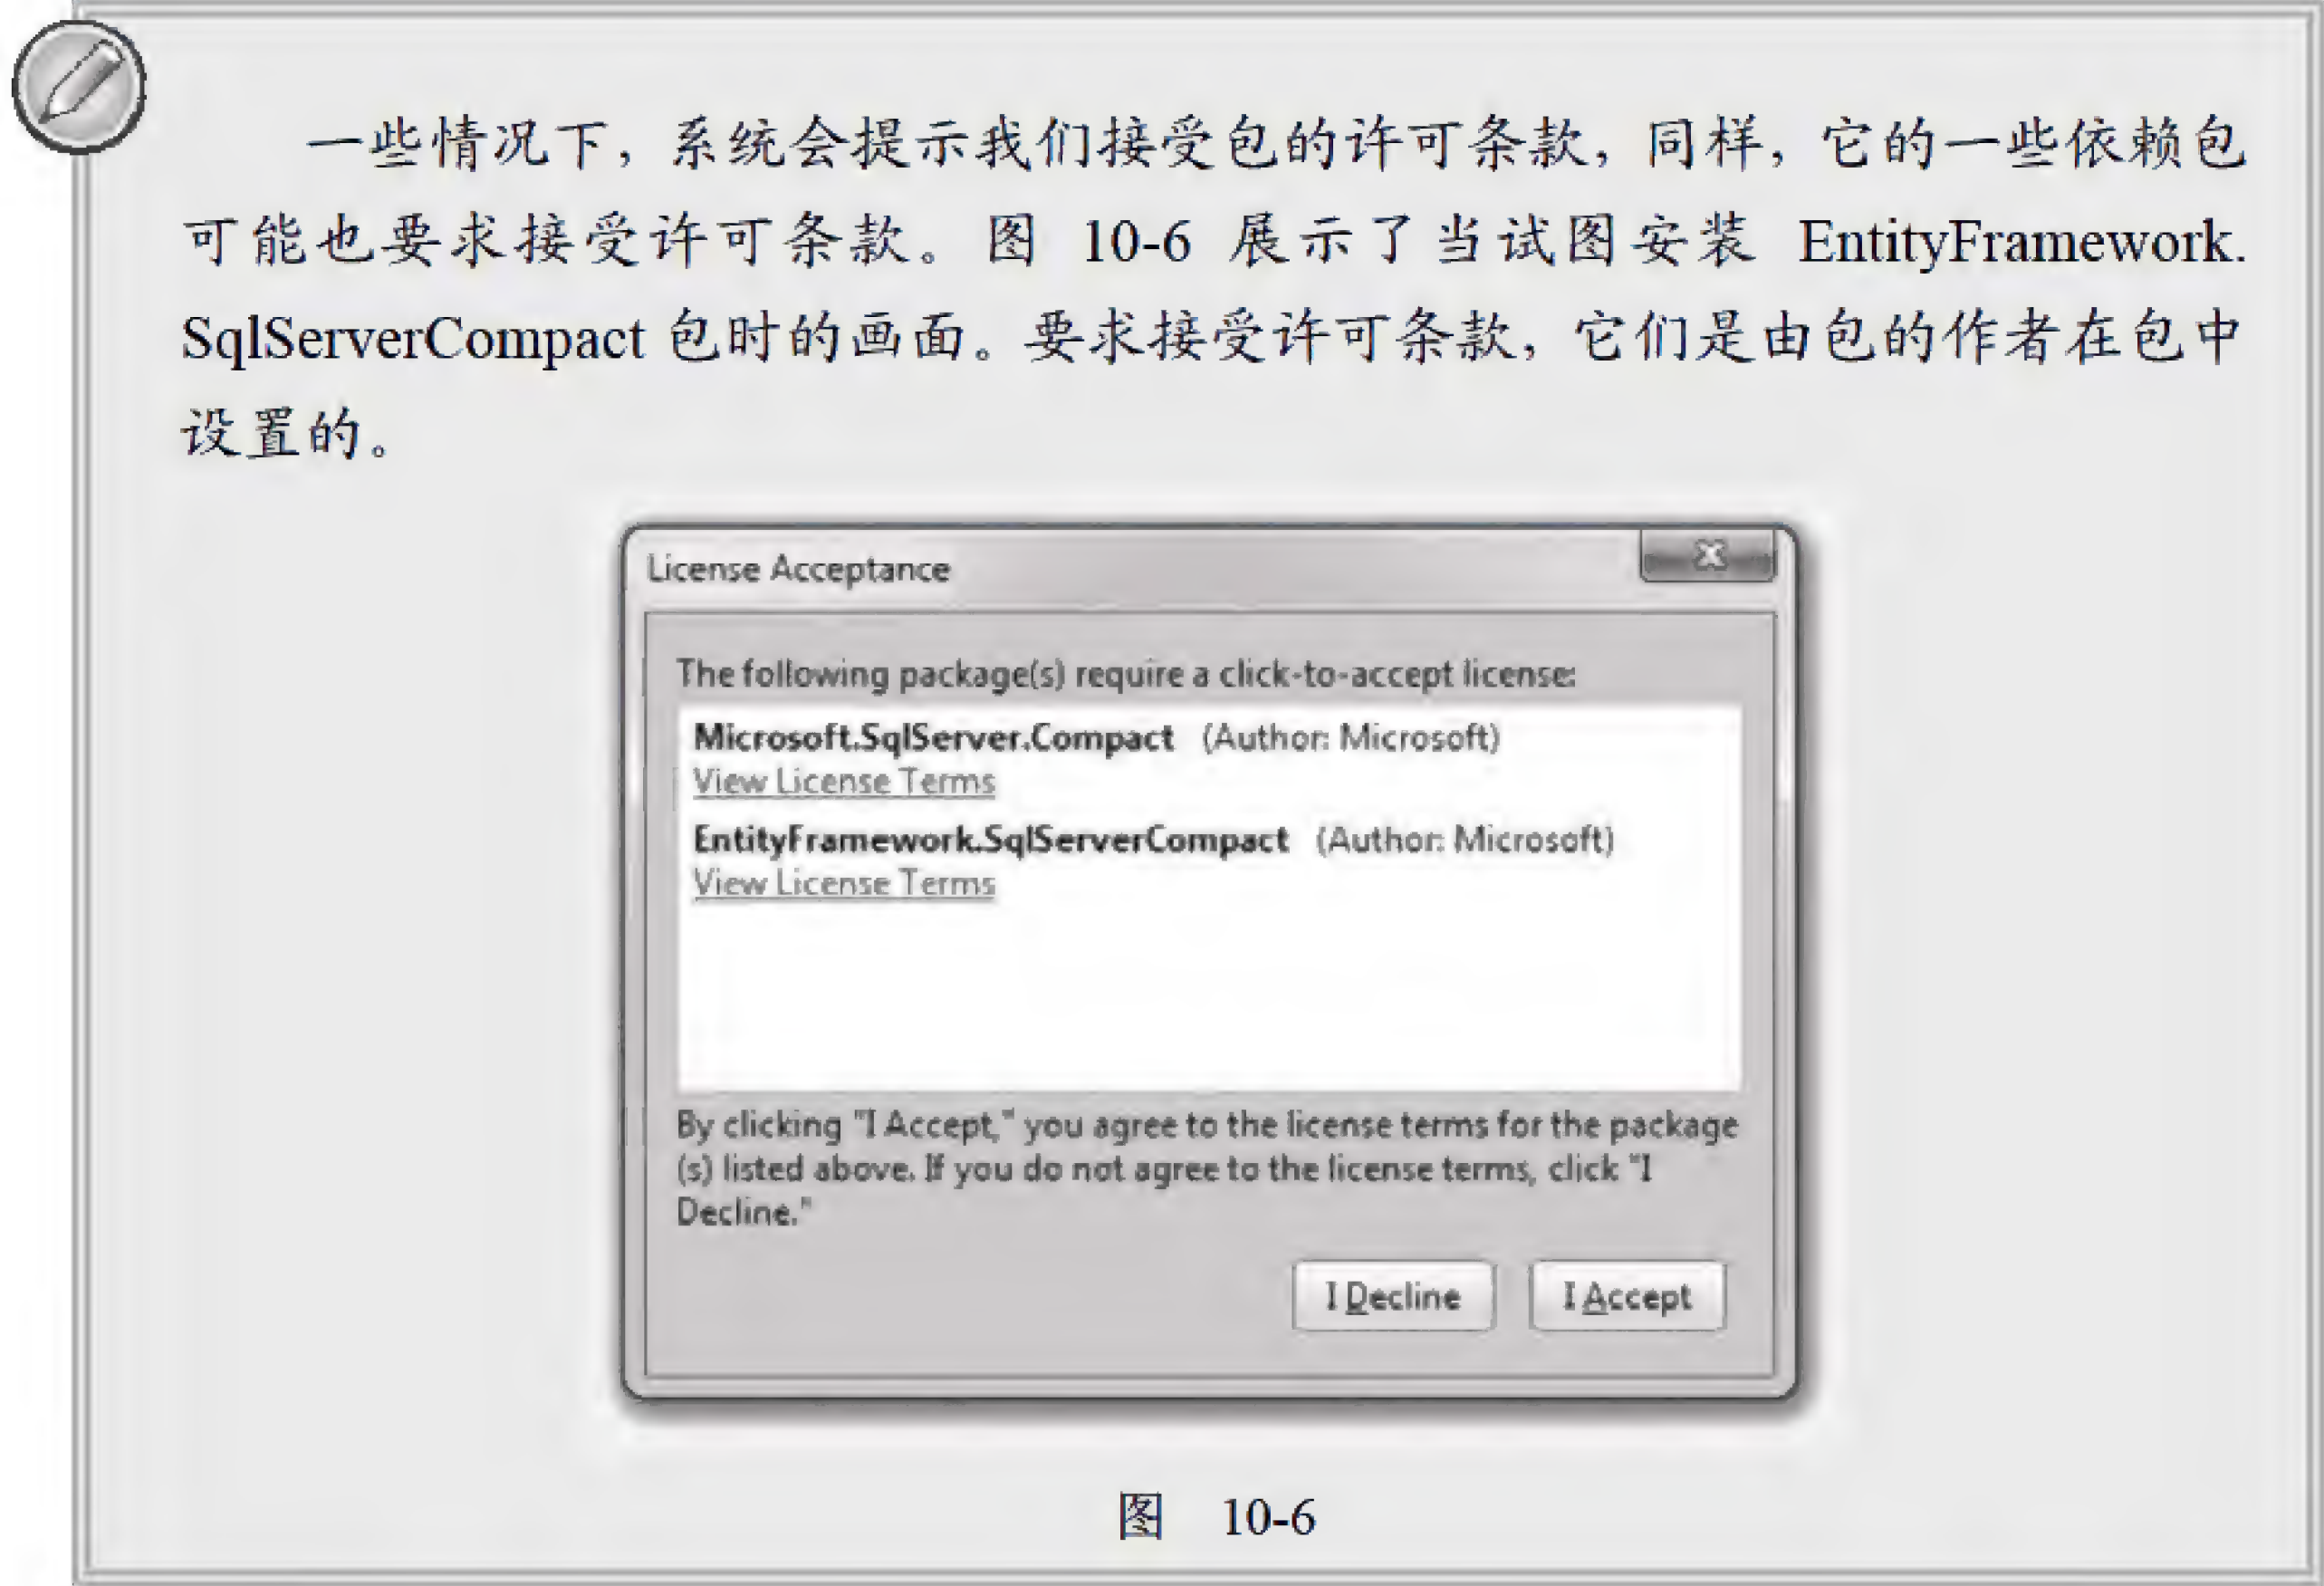 一些情况下，系统会提示我们接受包的许可条款，同样，它的一些依赖包
可能也要求接受许可条款。图 10-6 展示了当试图安装 EntityFramework.
SqlServerCompact 包时的画面。要求接受许可条款，它们是由包的作者在包中
设置的。
License Acceptance
The following package(s) require a click-to-accept license:
Microsoft.SqlServer.Compact (Author: Microsoft)
View License Terms
EntityFramework.SqlServerCompact (Author: Microsoft)
View License Terms
By clicking "I Accept," you agree to the license terms for the package
(s) listed above. If you do not agree to the license terms, click "I
Decline."
I Decline I Accept
图 10-6